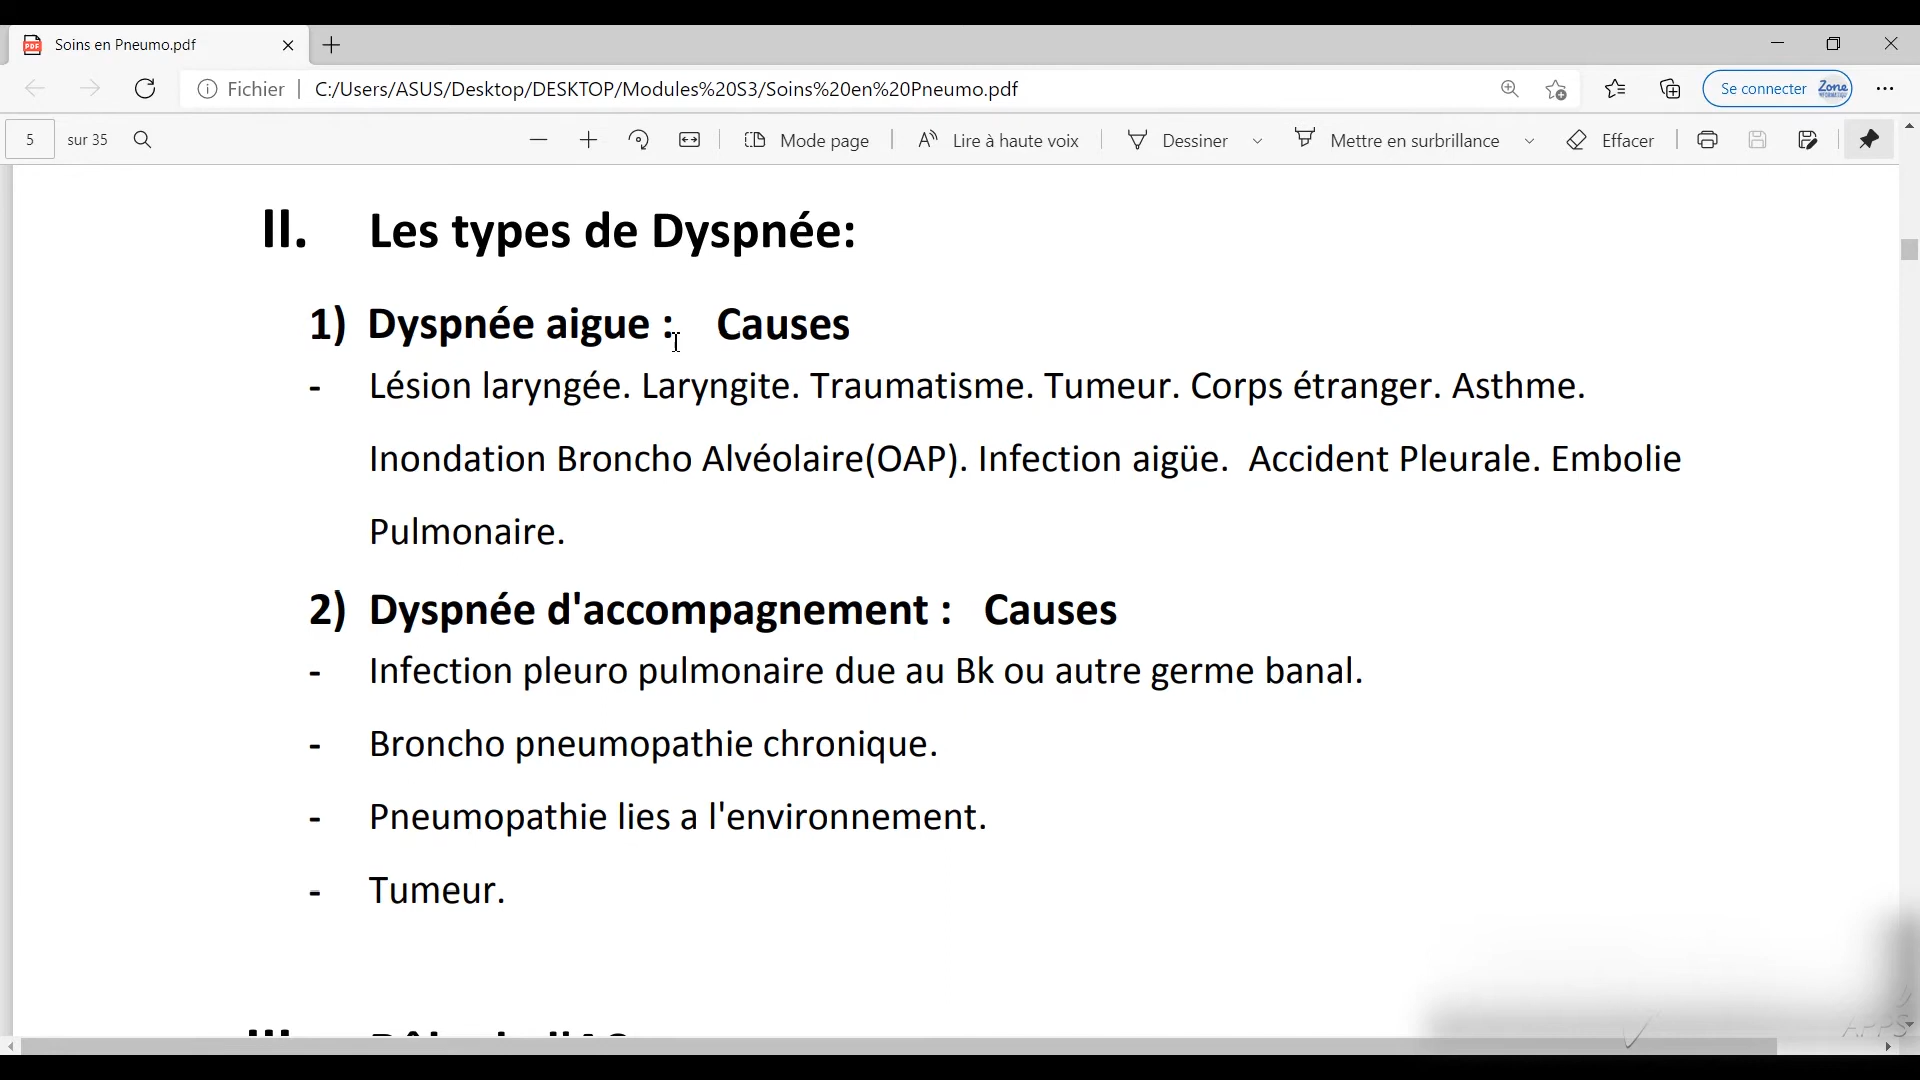 Soins en Pneumo.pdf
Fichier | C:/Users/ASUS/Desktop/DESKTOP/Modules%20S3/Soins%20en%20Pneumo.pdf
Se connecter Zone
5 sur 35 Mode page Lire à haute voix Dessiner Mettre en surbrillance Effacer
II. Les types de Dyspnée:
1) Dyspnée aigue : Causes
- Lésion laryngée. Laryngite. Traumatisme. Tumeur. Corps étranger. Asthme.
Inondation Broncho Alvéolaire(OAP). Infection aigüe. Accident Pleurale. Embolie
Pulmonaire.
2) Dyspnée d'accompagnement : Causes
- Infection pleuro pulmonaire due au Bk ou autre germe banal.
- Broncho pneumopathie chronique.
- Pneumopathie lies a l'environnement.
- Tumeur.
APPS